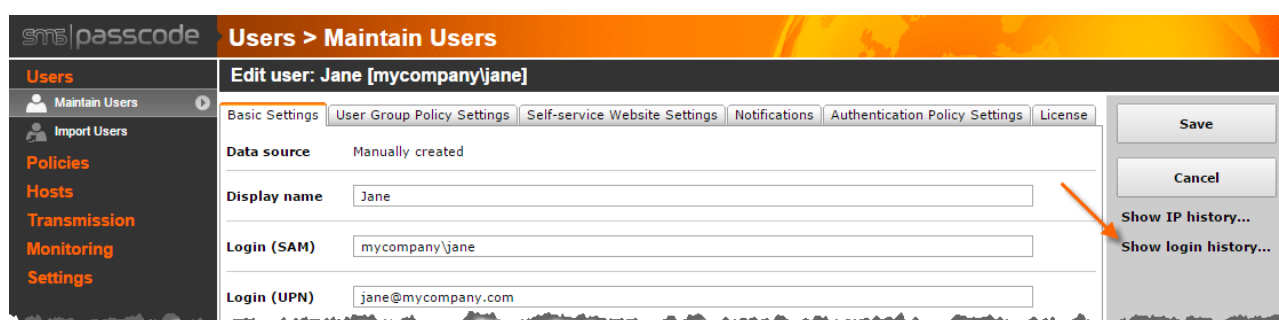 sms|passcode
Users > Maintain Users
Users
Maintain Users
Import Users
Policies
Hosts
Transmission
Monitoring
Settings
Edit user: Jane [mycompany\jane]
Basic Settings User Group Policy Settings Self-service Website Settings Notifications Authentication Policy Settings License
Data source Manually created
Display name Jane
Login (SAM) mycompany\jane
Login (UPN) jane@mycompany.com
Save
Cancel
Show IP history...
Show login history...